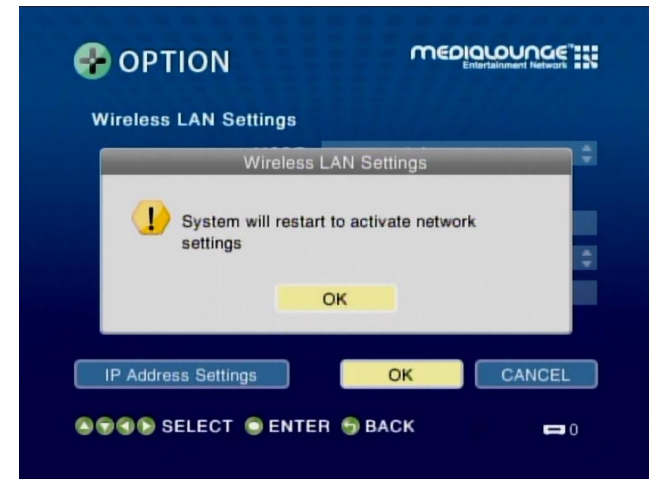 OPTION
MEDIALOUNGE™
Entertainment Network
Wireless LAN Settings
Wireless LAN Settings
System will restart to activate network
settings
OK
IP Address Settings
OK
CANCEL
SELECT ENTER BACK
0